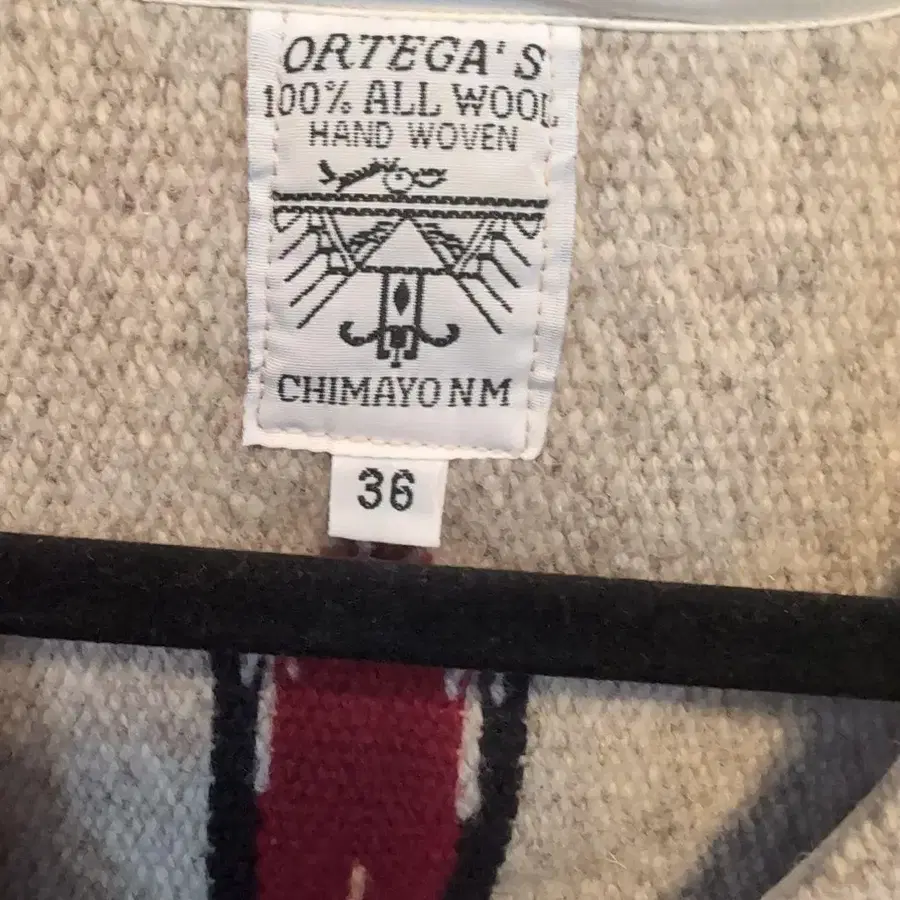 ORTEGA'S
100% ALL WOOL
HAND WOVEN
CHIMAYO NM
36